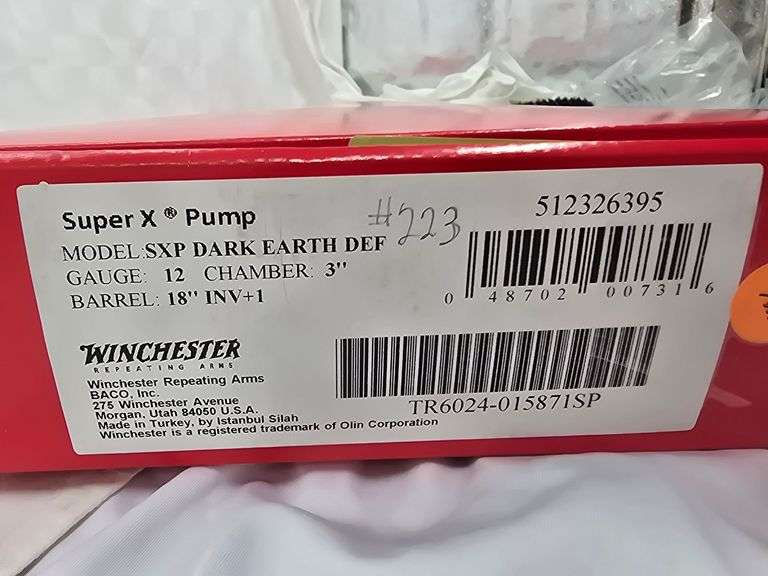 Super X ® Pump
#223
MODEL:SXP DARK EARTH DEF
GAUGE: 12 CHAMBER: 3"
BARREL: 18" INV+1
512326395
0 48702 00731 6
WINCHESTER
REPEATING ARMS
Winchester Repeating Arms
BACO, Inc.
275 Winchester Avenue
Morgan, Utah 84050 U.S.A.
Made in Turkey, by Istanbul Silah
Winchester is a registered trademark of Olin Corporation
TR6024-015871SP